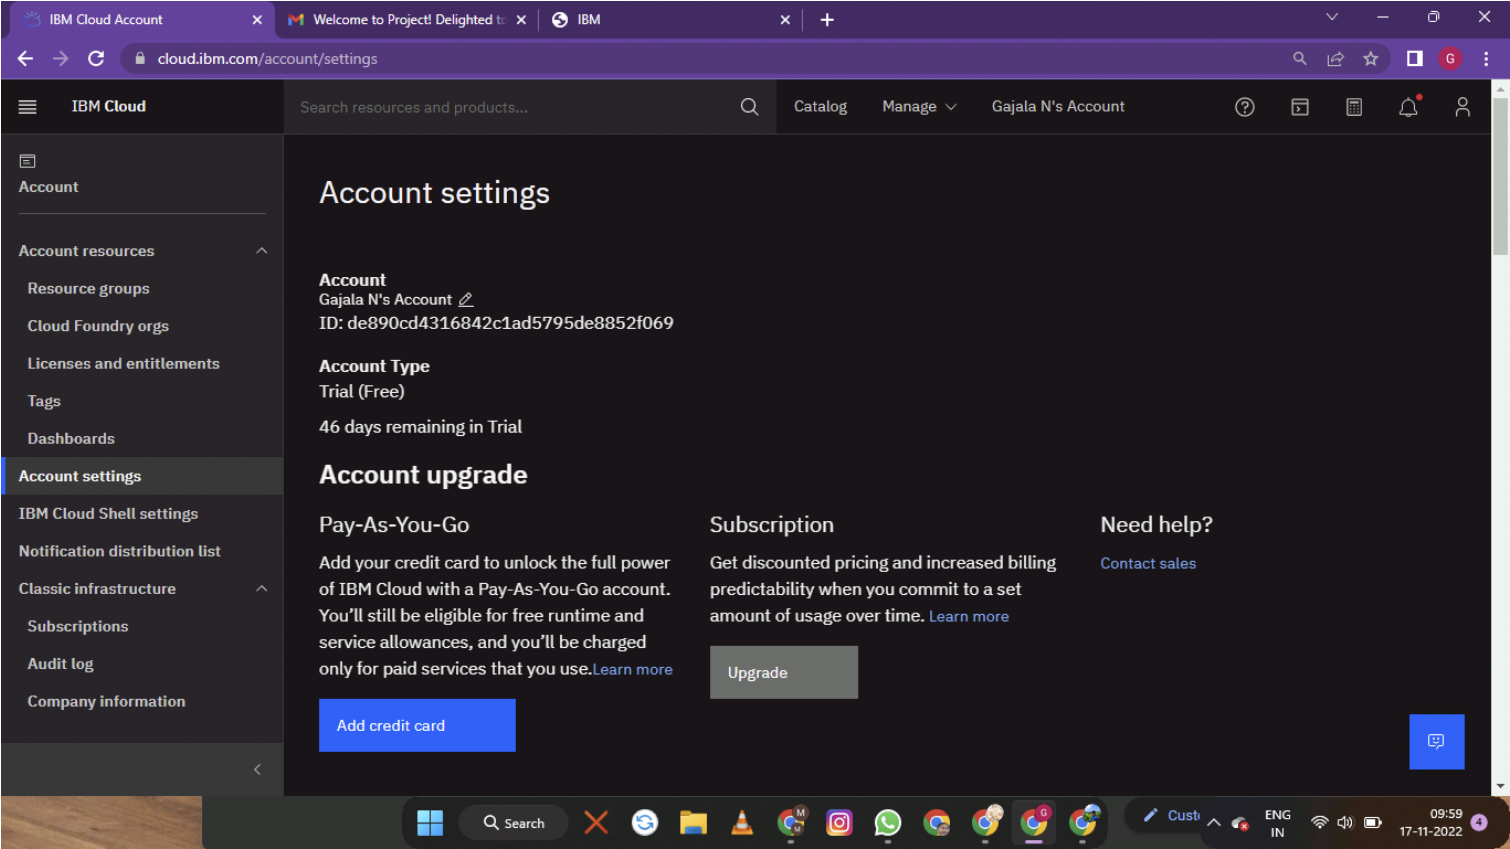 IBM Cloud Account
Welcome to Project! Delighted to
IBM
cloud.ibm.com/account/settings
G
IBM Cloud
Search resources and products...
Catalog
Manage
Gajala N's Account
Account
Account resources
Resource groups
Cloud Foundry orgs
Licenses and entitlements
Tags
Dashboards
Account settings
IBM Cloud Shell settings
Notification distribution list
Classic infrastructure
Subscriptions
Audit log
Company information
Account settings
Account
Gajala N's Account
ID: de890cd4316842c1ad5795de8852f069
Account Type
Trial (Free)
46 days remaining in Trial
Account upgrade
Pay-As-You-Go
Add your credit card to unlock the full power
of IBM Cloud with a Pay-As-You-Go account.
You'll still be eligible for free runtime and
service allowances, and you'll be charged
only for paid services that you use.Learn more
Add credit card
Subscription
Get discounted pricing and increased billing
predictability when you commit to a set
amount of usage over time. Learn more
Upgrade
Need help?
Contact sales
Search
M
M
G
Custo
ENG
IN
09:59
17-11-2022
4